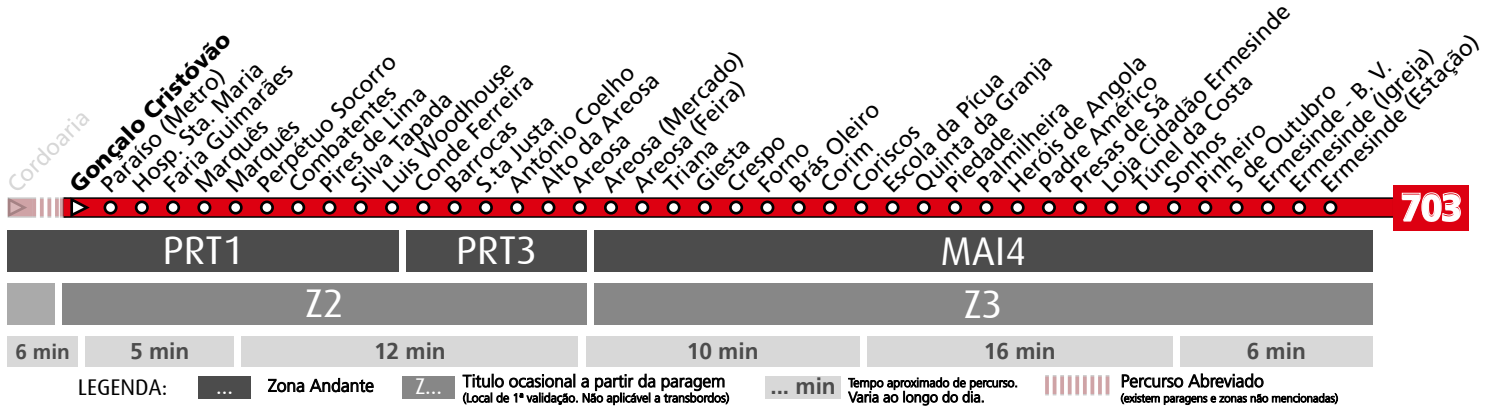 Cordoaria
Gonçalo Cristóvão
Paraíso (Metro)
Hosp. Sta. Maria
Faria Guimarães
Marquês
Marquês
Perpétuo Socorro
Combatentes
Pires de Lima
Silva Tapada
Luis Woodhouse
Conde Ferreira
Barrocas
S.ta Justa
António Coelho
Alto da Areosa
Areosa
Areosa (Mercado)
Areosa (Feira)
Triana
Giesta
Crespo
Forno
Brás Oleiro
Corim
Coriscos
Escola da Pícua
Quinta da Granja
Piedade
Palmilheira
Heróis de Angola
Padre Américo
Presas de Sá
Loja Cidadão Ermesinde
Túnel da Costa
Sonhos
Pinheiro
5 de Outubro
Ermesinde - B. V.
Ermesinde (Igreja)
Ermesinde (Estação)
703
PRT1 PRT3 MAI4
Z2 Z3
6 min 5 min 12 min 10 min 16 min 6 min
LEGENDA: ... Zona Andante Z... Titulo ocasional a partir da paragem
(Local de 1ª validação. Não aplicável a transbordos)
... min Tempo aproximado de percurso.
Varia ao longo do dia.
Percurso Abreviado
(existem paragens e zonas não mencionadas)